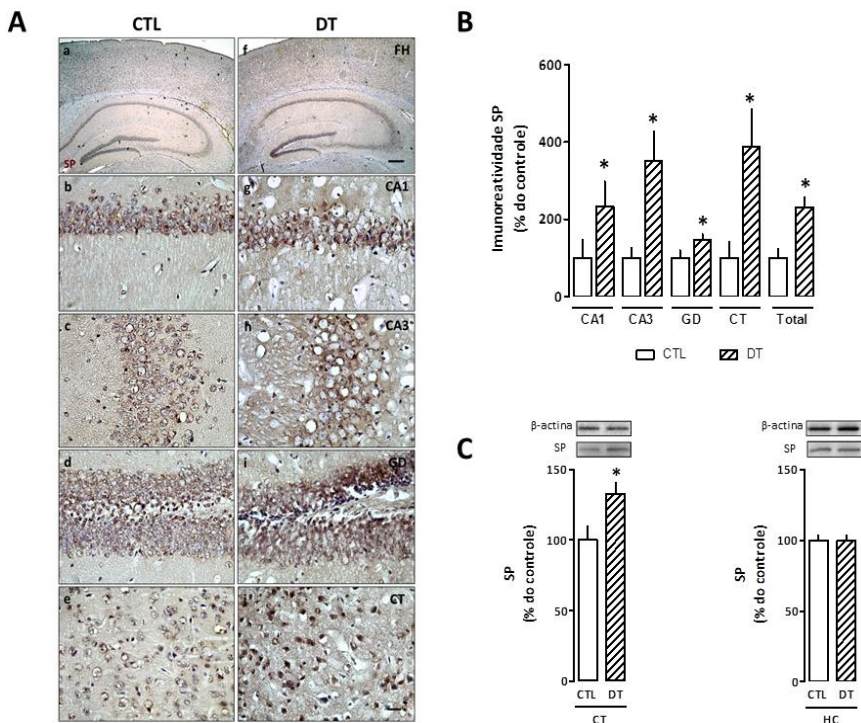 A
CTL DT
a
f FH
SP
b
g CA1
c
h CA3
d
i GD
e
CT
B
Imunoreatividade SP
(% do controle)
600
400
200
0
* * * * *
CA1 CA3 GD CT Total
CTL DT
C
β-actina
SP
150
100
50
0
SP
(% do controle)
*
CTL DT
CT
β-actina
SP
150
100
50
0
SP
(% do controle)
CTL DT
HC